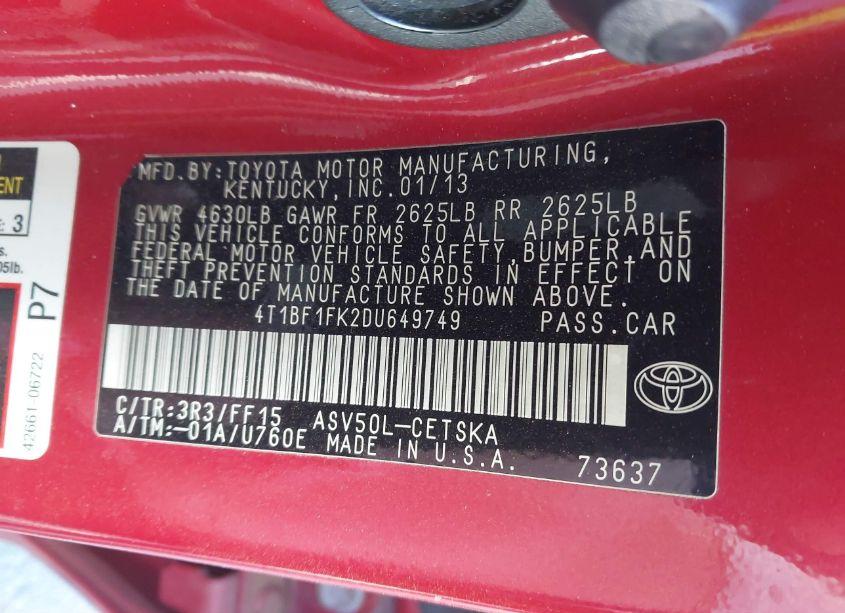 MFD.BY:TOYOTA MOTOR MANUFACTURING,
KENTUCKY,INC.01/13
GVWR 4630LB GAWR FR 2625LB RR 2625LB
THIS VEHICLE CONFORMS TO ALL APPLICABLE
FEDERAL MOTOR VEHICLE SAFETY,BUMPER,AND
THEFT PREVENTION STANDARDS IN EFFECT ON
THE DATE OF MANUFACTURE SHOWN ABOVE.
4T1BF1FK2DU649749 PASS.CAR
C/TR:3R3/FF15 ASV50L-CETSKA
A/TM:-01A/U760E MADE IN U.S.A. 73637
3
P7
42661-06722